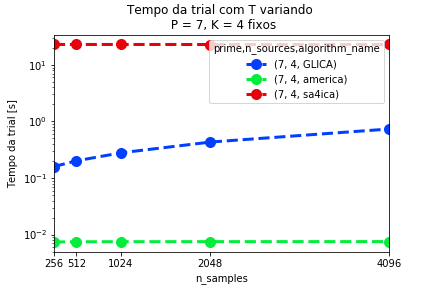 Tempo da trial com T variando
P = 7, K = 4 fixos
Tempo da trial [s]
10¹
10⁰
10⁻¹
10⁻²
prime,n_sources,algorithm_name
(7, 4, GLICA)
(7, 4, america)
(7, 4, sa4ica)
256 512 1024 2048 4096
n_samples